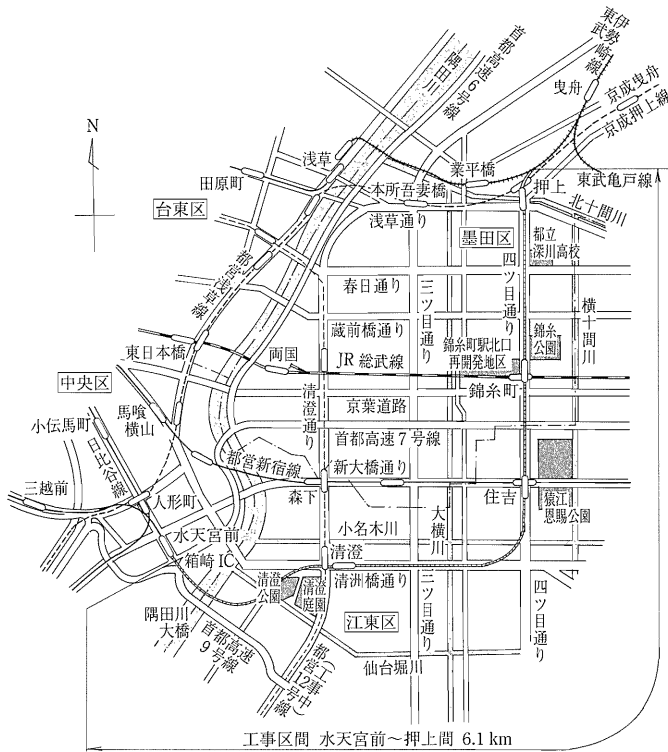 首都高速6号線
隅田川
東武
伊勢崎線
曳舟
京成曳舟
京成押上線
N
浅草
業平橋
田原町
本所吾妻橋
押上
東武亀戸線
北十間川
台東区
浅草通り
墨田区
都立
深川高校
都営浅草線
春日通り
三ツ目通り
四ツ目通り
横十間川
蔵前橋通り
錦糸町駅北口
再開発地区
錦糸
公園
東日本橋
両国
JR 総武線
錦糸町
中央区
馬喰
横山
清澄通り
京葉道路
小伝馬町
日比谷線
首都高速7号線
都営新宿線
新大橋通り
三越前
人形町
森下
住吉
猿江
恩賜公園
水天宮前
小名木川
大横川
箱崎IC
清澄
清澄
公園
清澄
庭園
清洲橋通り
三ツ目通り
四ツ目通り
隅田川
大橋
首都高速
9号線
江東区
都営12号線
(工事中)
仙台堀川
工事区間 水天宮前～押上間 6.1 km